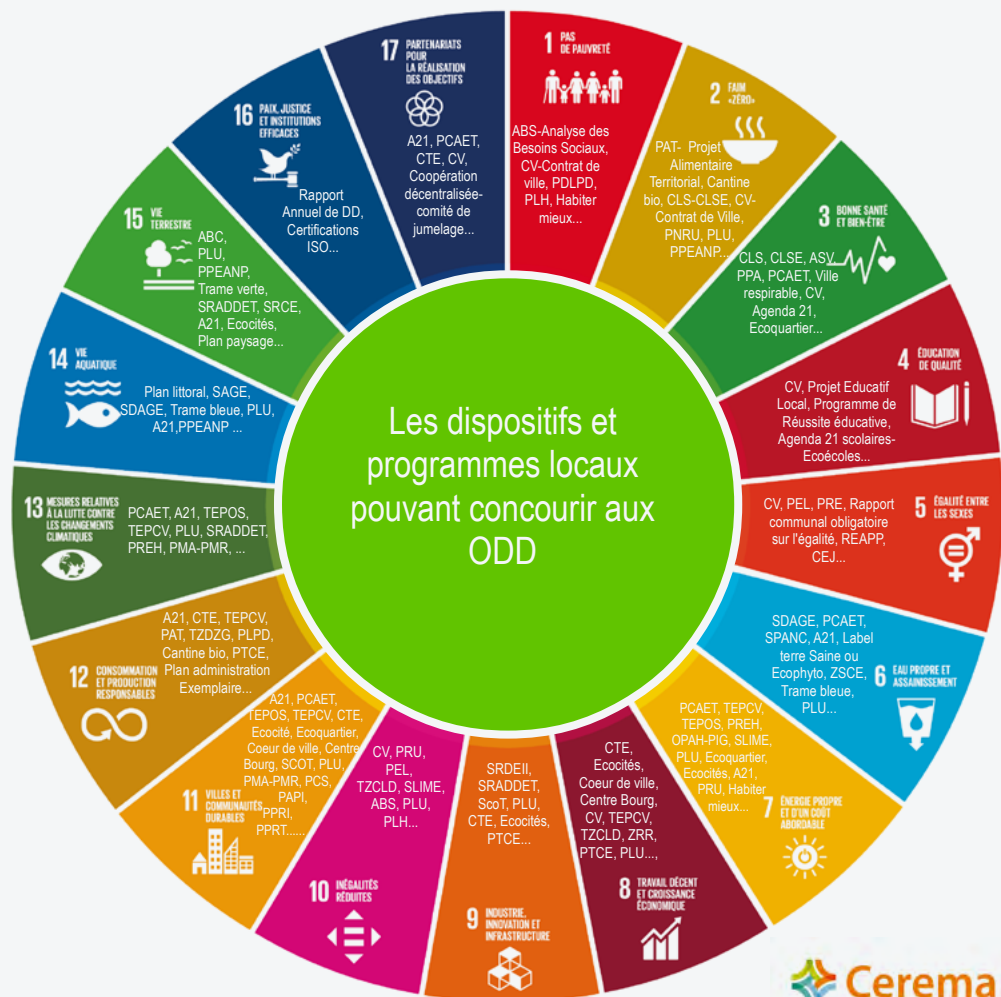 Les dispositifs et
programmes locaux
pouvant concourir aux
ODD
1 PAS
DE PAUVRETÉ
ABS-Analyse des
Besoins Sociaux,
CV-Contrat de
ville, PDLPD,
PLH, Habiter
mieux...
2 FAIM
«ZÉRO»
PAT- Projet
Alimentaire
Territorial, Cantine
bio, CLS-CLSE, CV-
Contrat de Ville,
PNRU, PLU,
PPEANP...
3 BONNE SANTÉ
ET BIEN-ÊTRE
CLS, CLSE, ASV,
PPA, PCAET, Ville
respirable, CV,
Agenda 21,
Ecoquartier...
4 ÉDUCATION
DE QUALITÉ
CV, Projet Educatif
Local, Programme de
Réussite éducative,
Agenda 21 scolaires-
Ecoécoles...
5 ÉGALITÉ ENTRE
LES SEXES
CV, PEL, PRE, Rapport
communal obligatoire
sur l'égalité, REAPP,
CEJ...
6 EAU PROPRE ET
ASSAINISSEMENT
SDAGE, PCAET,
SPANC, A21, Label
terre Saine ou
Ecophyto, ZSCE,
Trame bleue,
PLU...
7 ÉNERGIE PROPRE
ET D'UN COÛT
ABORDABLE
PCAET, TEPCV,
TEPOS, PREH,
OPAH-PIG, SLIME,
PLU, Ecoquartier,
Ecocités, A21,
PRU, Habiter
mieux...
8 TRAVAIL DÉCENT
ET CROISSANCE
ÉCONOMIQUE
CTE,
Ecocités,
Coeur de ville,
Centre Bourg,
CV, TEPCV,
TZCLD, ZRR,
PTCE, PLU...,
9 INDUSTRIE,
INNOVATION ET
INFRASTRUCTURE
SRDEII,
SRADDET,
ScoT, PLU,
CTE, Ecocités,
PTCE...
10 INÉGALITÉS
RÉDUITES
CV, PRU,
PEL,
TZCLD, SLIME,
ABS, PLU,
PLH...
11 VILLES ET
COMMUNAUTÉS
DURABLES
A21, PCAET,
TEPOS, TEPCV, CTE,
Ecocité, Ecoquartier,
Coeur de ville, Centre
Bourg, SCOT, PLU,
PMA-PMR, PCS,
PAPI,
PPRI,
PPRT......
12 CONSOMMATION
ET PRODUCTION
RESPONSABLES
A21, CTE, TEPCV,
PAT, TZDZG, PLPD,
Cantine bio, PTCE,
Plan administration
Exemplaire...
13 MESURES RELATIVES
À LA LUTTE CONTRE
LES CHANGEMENTS
CLIMATIQUES
PCAET, A21, TEPOS,
TEPCV, PLU, SRADDET,
PREH, PMA-PMR, ...
14 VIE
AQUATIQUE
Plan littoral, SAGE,
SDAGE, Trame bleue, PLU,
A21,PPEANP ...
15 VIE
TERRESTRE
ABC,
PLU,
PPEANP,
Trame verte,
SRADDET, SRCE,
A21, Ecocités,
Plan paysage...
16 PAIX, JUSTICE
ET INSTITUTIONS
EFFICACES
Rapport
Annuel de DD,
Certifications
ISO...
17 PARTENARIATS
POUR
LA RÉALISATION
DES OBJECTIFS
A21, PCAET,
CTE, CV,
Coopération
décentralisée-
comité de
jumelage...
Cerema